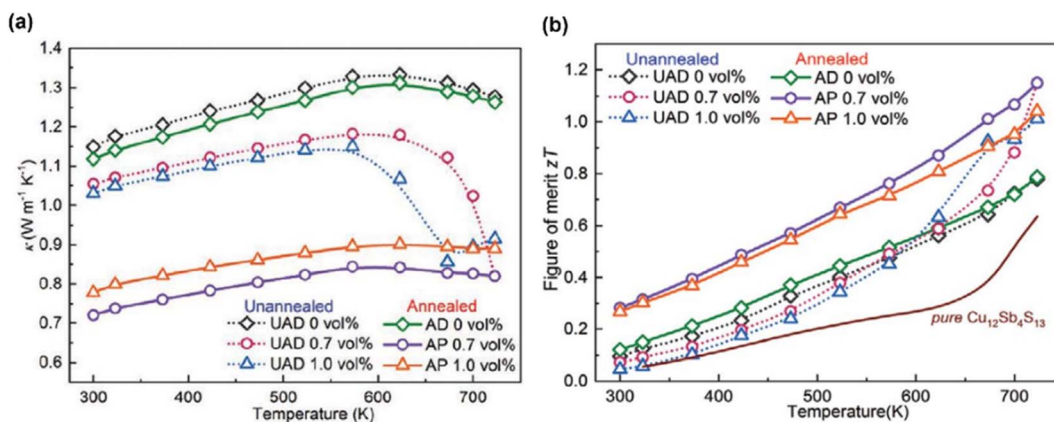 (a)
1.4
1.3
1.2
1.1
1.0
0.9
0.8
0.7
0.6
κ (W m⁻¹ K⁻¹)
Unannealed Annealed
UAD 0 vol% AD 0 vol%
UAD 0.7 vol% AP 0.7 vol%
UAD 1.0 vol% AP 1.0 vol%
300 400 500 600 700
Temperature (K)
(b)
1.2
1.0
0.8
0.6
0.4
0.2
0.0
Figure of merit zT
Unannealed Annealed
UAD 0 vol% AD 0 vol%
UAD 0.7 vol% AP 0.7 vol%
UAD 1.0 vol% AP 1.0 vol%
pure Cu₁₂Sb₄S₁₃
300 400 500 600 700
Temperature(K)